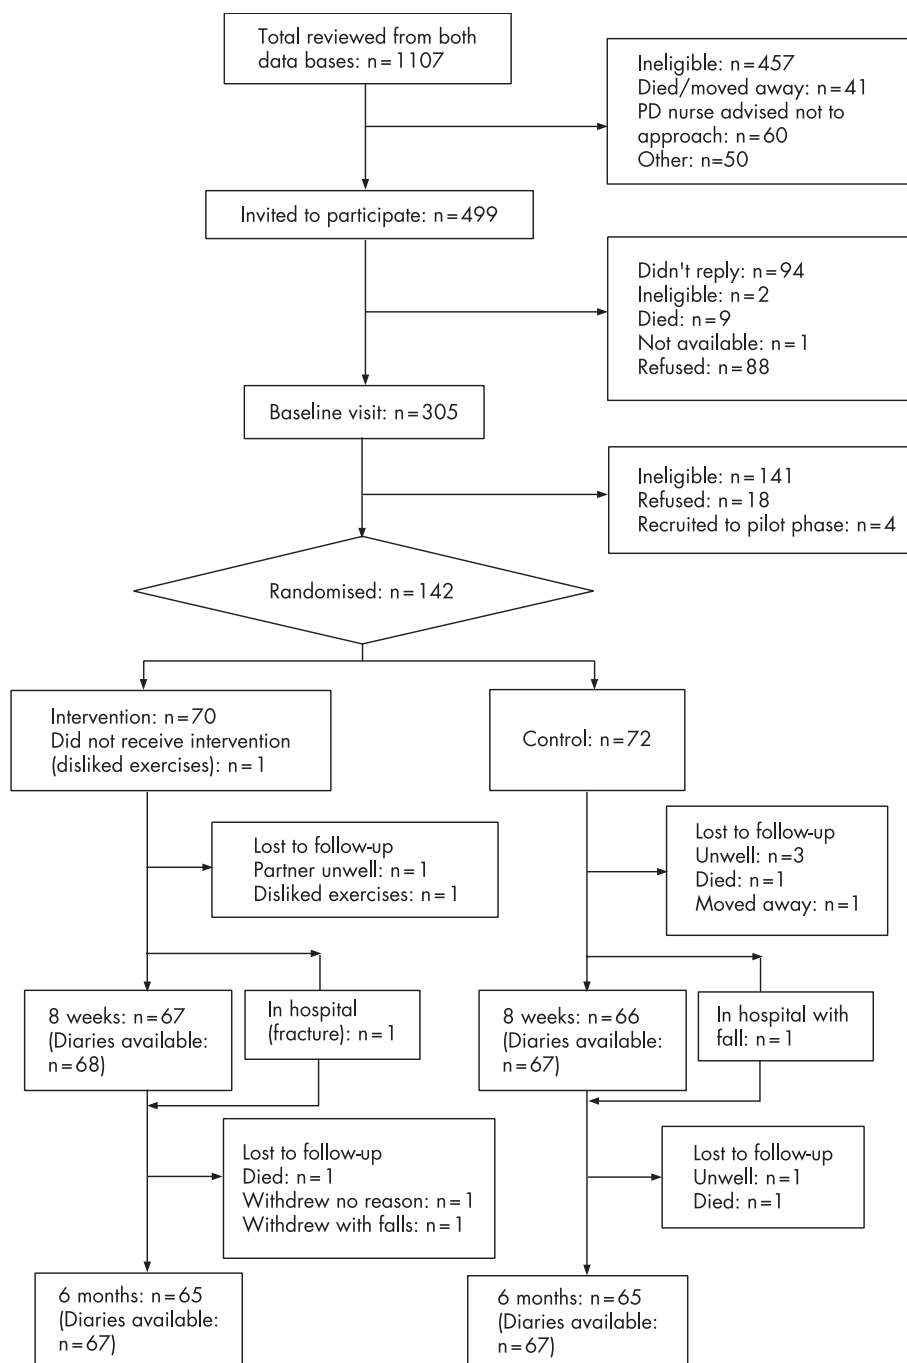 Total reviewed from both
data bases: n=1107
Ineligible: n=457
Died/moved away: n=41
PD nurse advised not to
approach: n=60
Other: n=50
Invited to participate: n=499
Didn't reply: n=94
Ineligible: n=2
Died: n=9
Not available: n=1
Refused: n=88
Baseline visit: n=305
Ineligible: n=141
Refused: n=18
Recruited to pilot phase: n=4
Randomised: n=142
Intervention: n=70
Did not receive intervention
(disliked exercises): n=1
Control: n=72
Lost to follow-up
Partner unwell: n=1
Disliked exercises: n=1
Lost to follow-up
Unwell: n=3
Died: n=1
Moved away: n=1
8 weeks: n=67
(Diaries available:
n=68)
In hospital
(fracture): n=1
8 weeks: n=66
(Diaries available:
n=67)
In hospital with
fall: n=1
Lost to follow-up
Died: n=1
Withdrew no reason: n=1
Withdrew with falls: n=1
Lost to follow-up
Unwell: n=1
Died: n=1
6 months: n=65
(Diaries available:
n=67)
6 months: n=65
(Diaries available:
n=67)